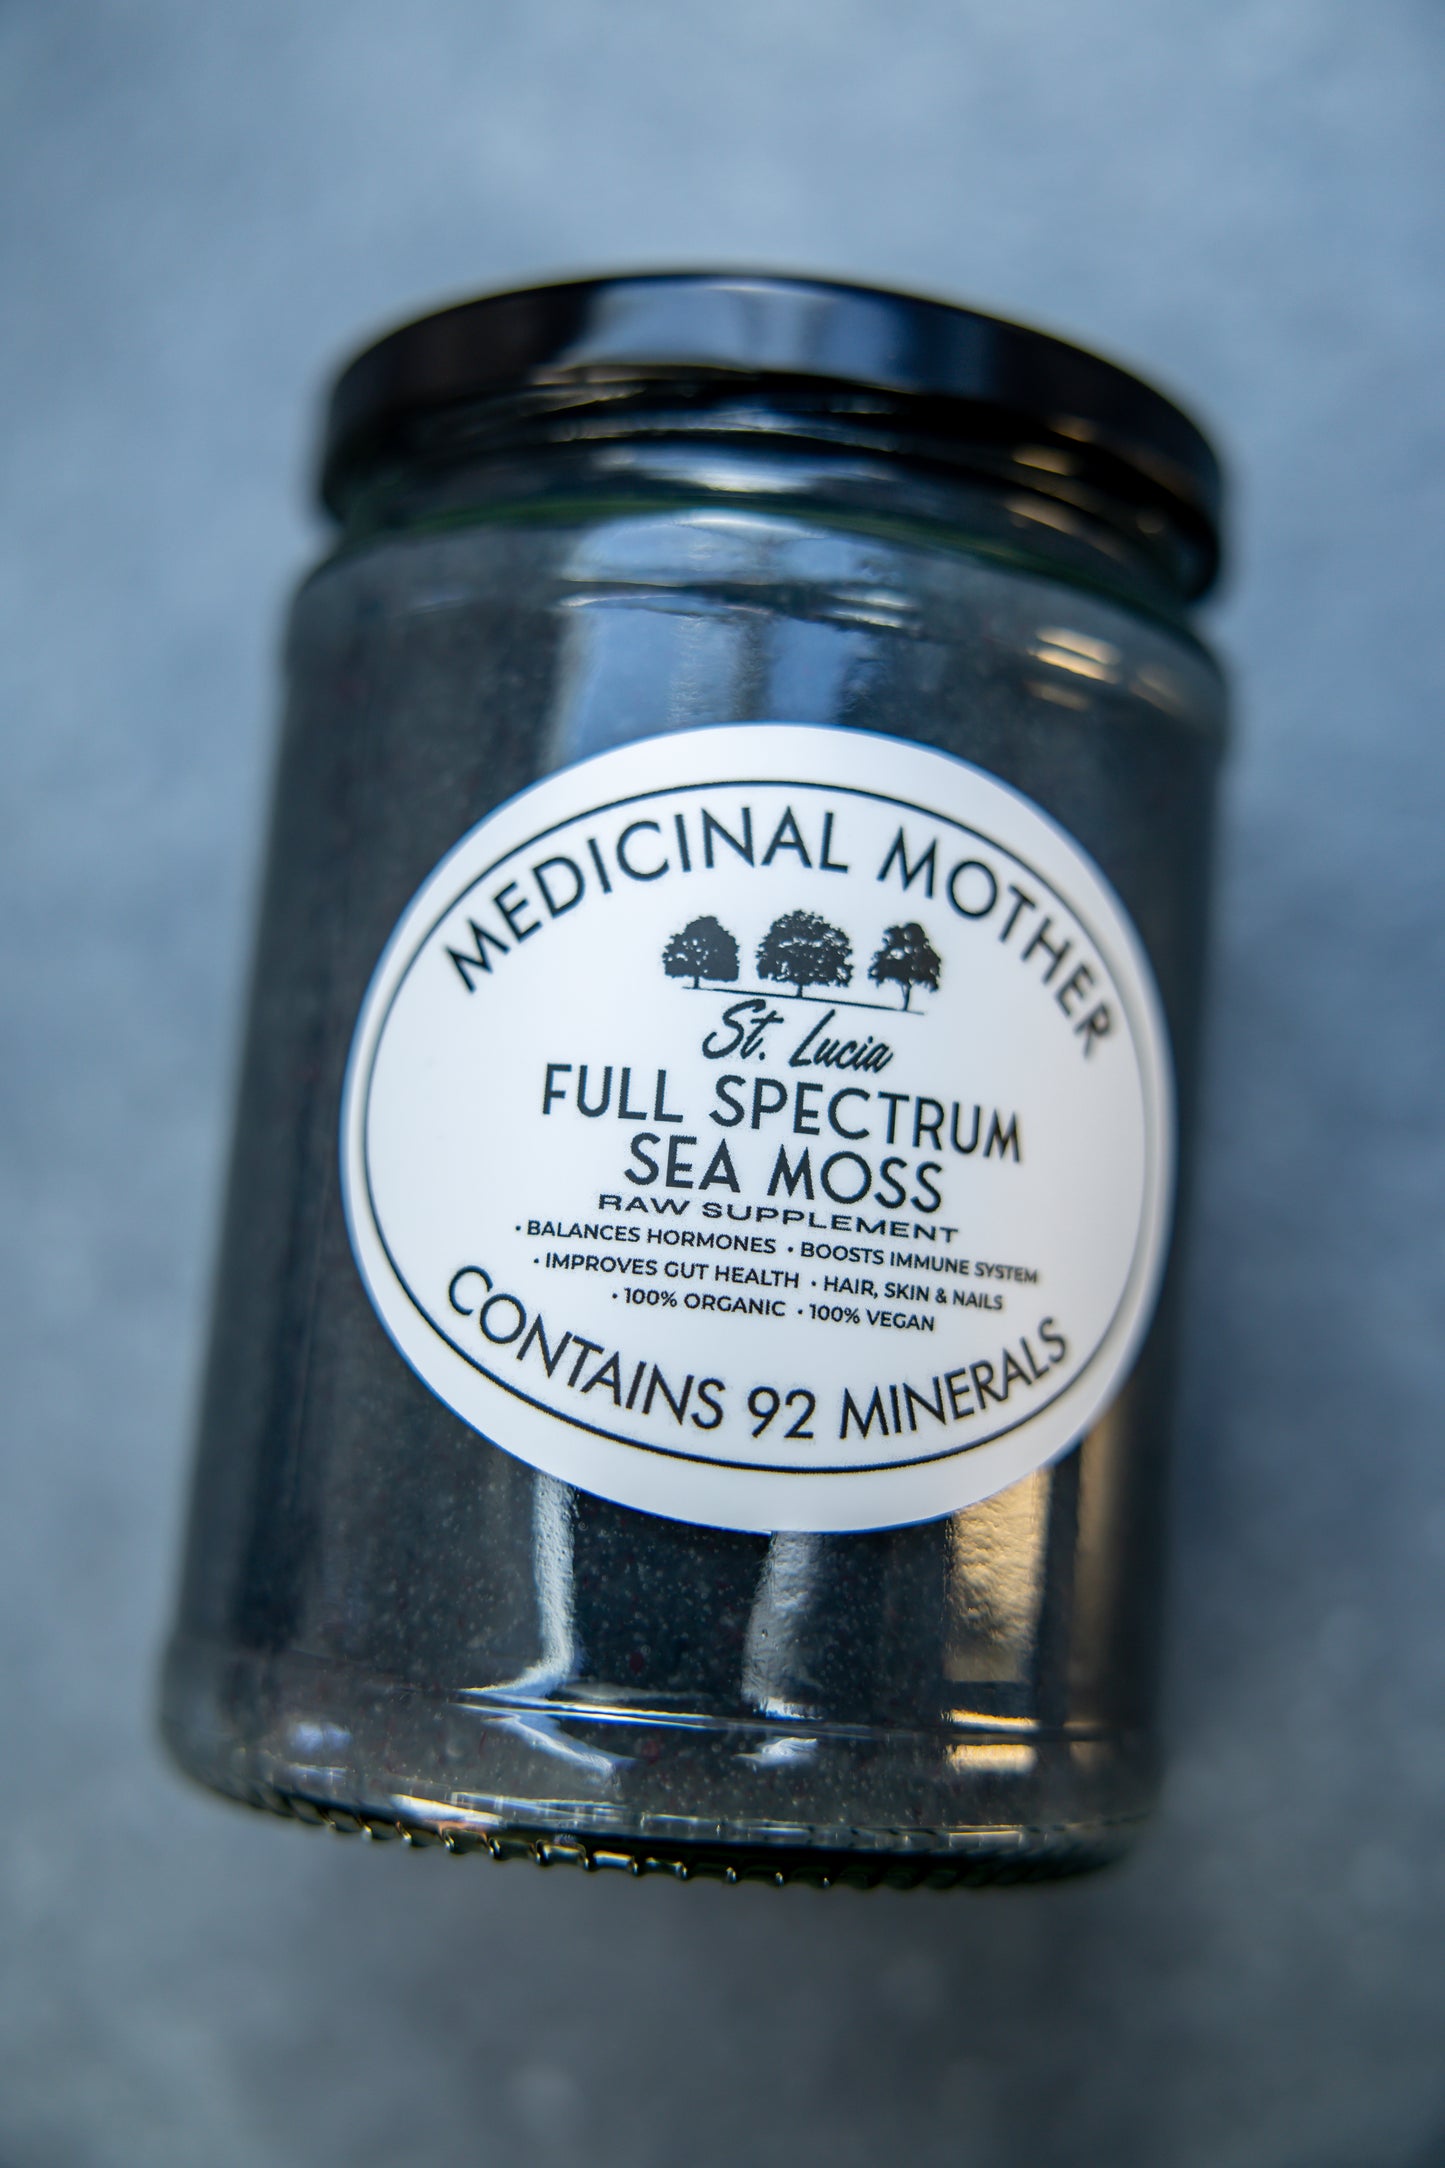 MEDICINAL MOTHER
St. Lucia
FULL SPECTRUM
SEA MOSS
RAW SUPPLEMENT
• BALANCES HORMONES • BOOSTS IMMUNE SYSTEM
• IMPROVES GUT HEALTH • HAIR, SKIN & NAILS
• 100% ORGANIC • 100% VEGAN
CONTAINS 92 MINERALS